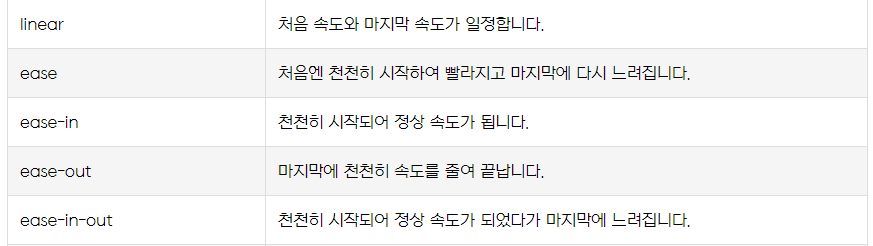 linear 처음 속도와 마지막 속도가 일정합니다.
ease 처음엔 천천히 시작하여 빨라지고 마지막에 다시 느려집니다.
ease-in 천천히 시작되어 정상 속도가 됩니다.
ease-out 마지막에 천천히 속도를 줄여 끝납니다.
ease-in-out 천천히 시작되어 정상 속도가 되었다가 마지막에 느려집니다.